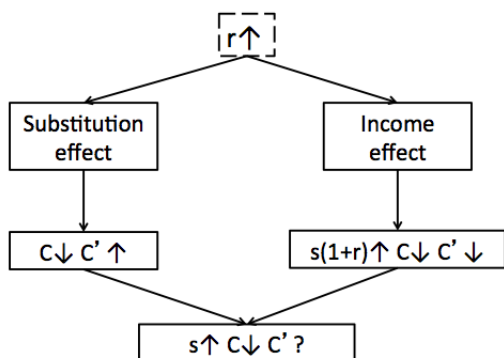 r↑
Substitution
effect
Income
effect
C↓ C’ ↑
s(1+r)↑ C↓ C’ ↓
s↑ C↓ C’ ?